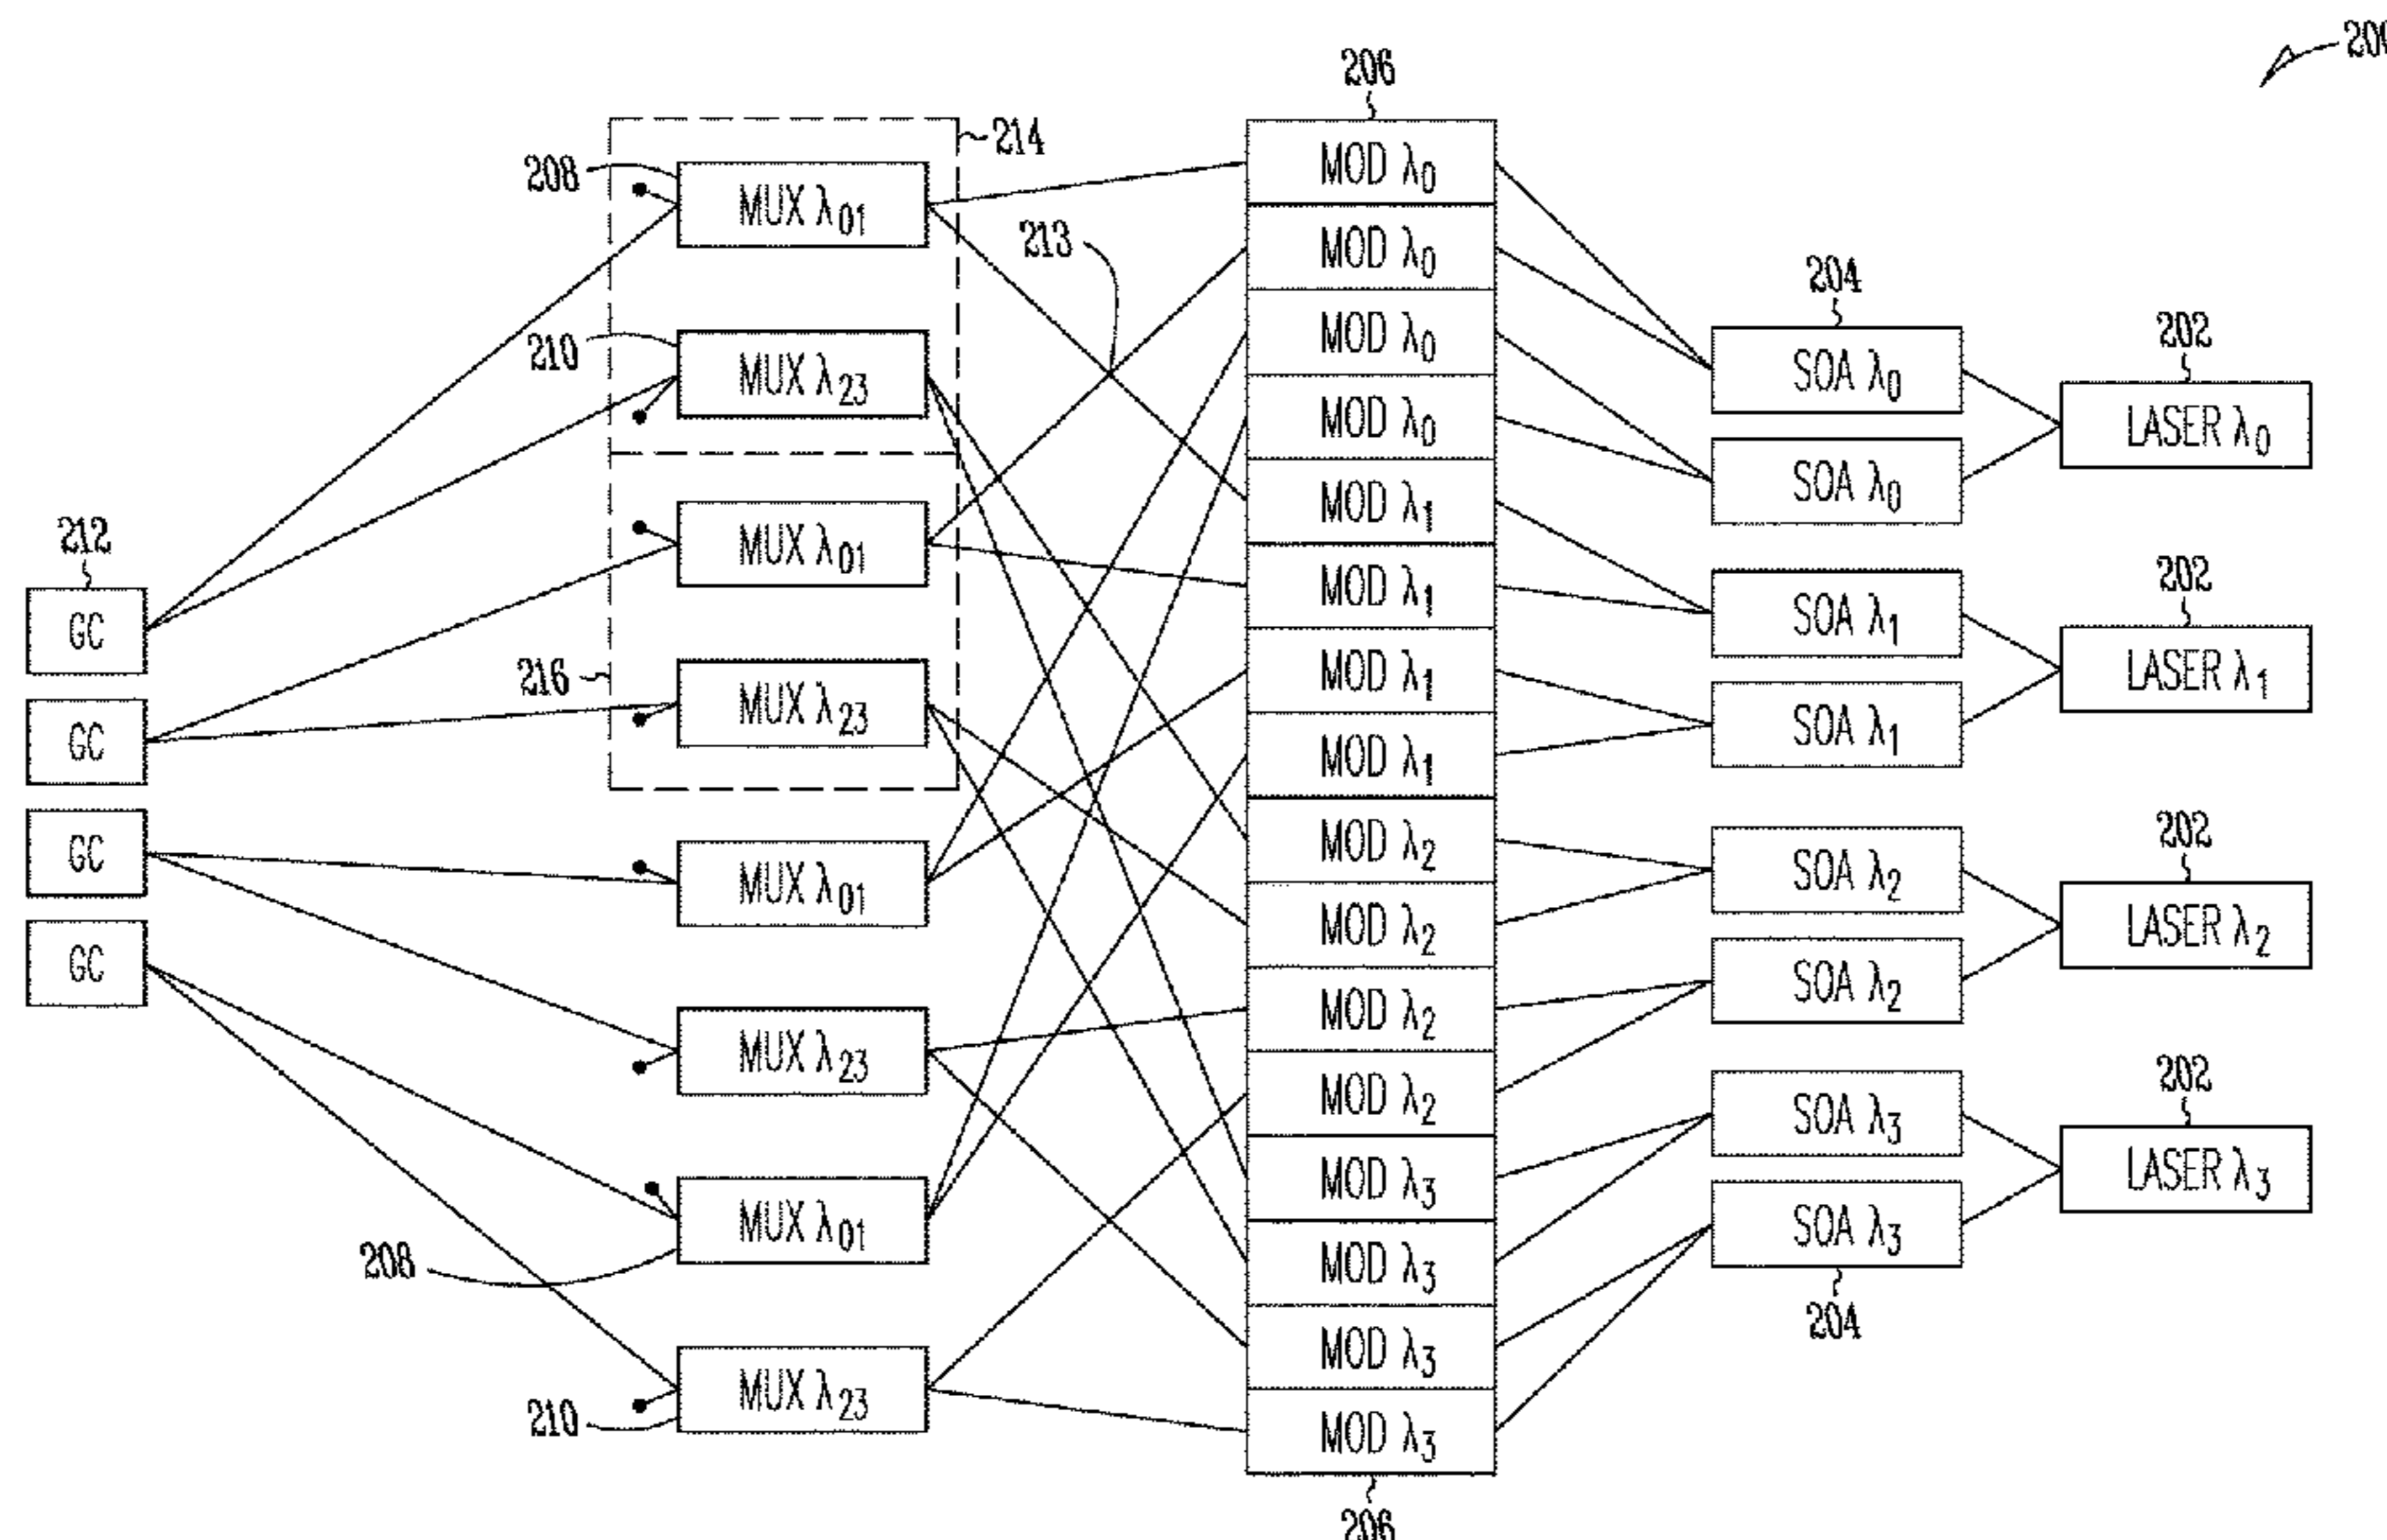 200
206
214
208
MUX λ01
MOD λ0
213
MOD λ0
204
210
MUX λ23
MOD λ0
SOA λ0
202
LASER λ0
MOD λ0
SOA λ0
212
MUX λ01
MOD λ1
GC
MOD λ1
SOA λ1
202
LASER λ1
216
MUX λ23
MOD λ1
SOA λ1
GC
MOD λ1
GC
MUX λ01
MOD λ2
SOA λ2
202
LASER λ2
MOD λ2
SOA λ2
GC
MUX λ23
MOD λ2
MOD λ2
SOA λ3
202
LASER λ3
208
MUX λ01
MOD λ3
SOA λ3
204
MOD λ3
210
MUX λ23
MOD λ3
MOD λ3
206